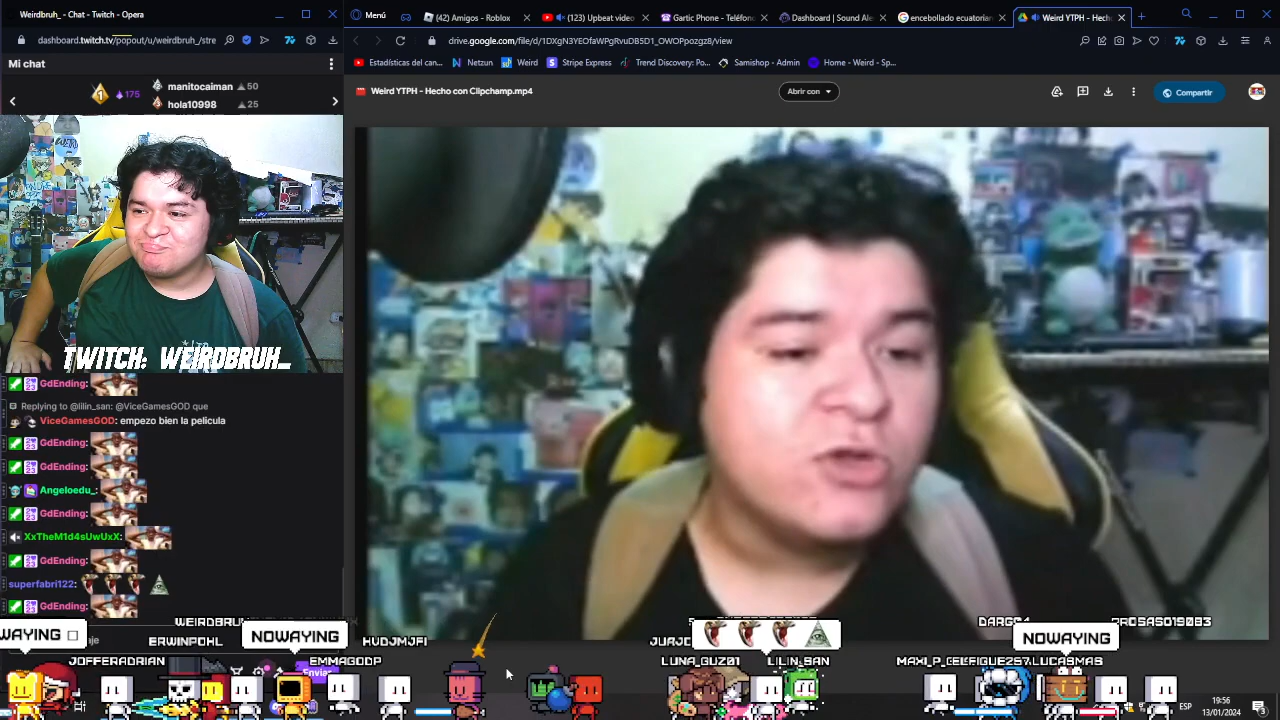 Weirdbruh_ - Chat - Twitch - Opera
Menú
(42) Amigos - Roblox
(123) Upbeat video
Gartic Phone - Teléfono
Dashboard | Sound Ale
encebollado ecuatorian
Weird YTPH - Hech
dashboard.twitch.tv/popout/u/weirdbruh_/stre
drive.google.com/file/d/1DXgN3YEOfaWPgRvuDB5D1_OWOPpozgz8/view
Mi chat
Estadísticas del can...
Netzun
Weird
Stripe Express
Trend Discovery: Po...
Samishop - Admin
Home - Weird - Sp...
1
175
manitocaiman 50
hola10998 25
Weird YTPH - Hecho con Clipchamp.mp4
Abrir con
Compartir
TWITCH: WEIRDBRUH_
GdEnding:
Replying to @lilin_san: @ViceGamesGOD que
ViceGamesGOD: empezo bien la pelicula
GdEnding:
GdEnding:
Angeloedu_:
GdEnding:
XxTheM1d4sUwUxX:
GdEnding:
superfabri122:
GdEnding:
NOWAYING
ERWINPOHL
NOWAYING
HUDJMJFI
NOWAYING
JOFFERADRIAN
EMMAGODP
LUNA_GUZ01
LILIN_SAN
LUCASMAS
ESP
19:56
13/01/2024